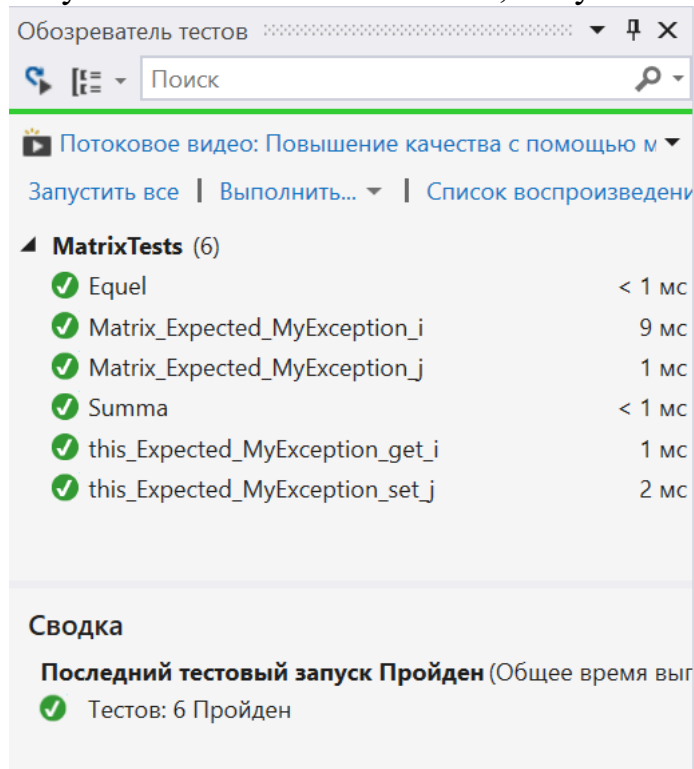 Обозреватель тестов
Поиск
Потоковое видео: Повышение качества с помощью м
Запустить все | Выполнить... | Список воспроизведени
MatrixTests (6)
Equel < 1 мс
Matrix_Expected_MyException_i 9 мс
Matrix_Expected_MyException_j 1 мс
Summa < 1 мс
this_Expected_MyException_get_i 1 мс
this_Expected_MyException_set_j 2 мс
Сводка
Последний тестовый запуск Пройден (Общее время вып
Тестов: 6 Пройден